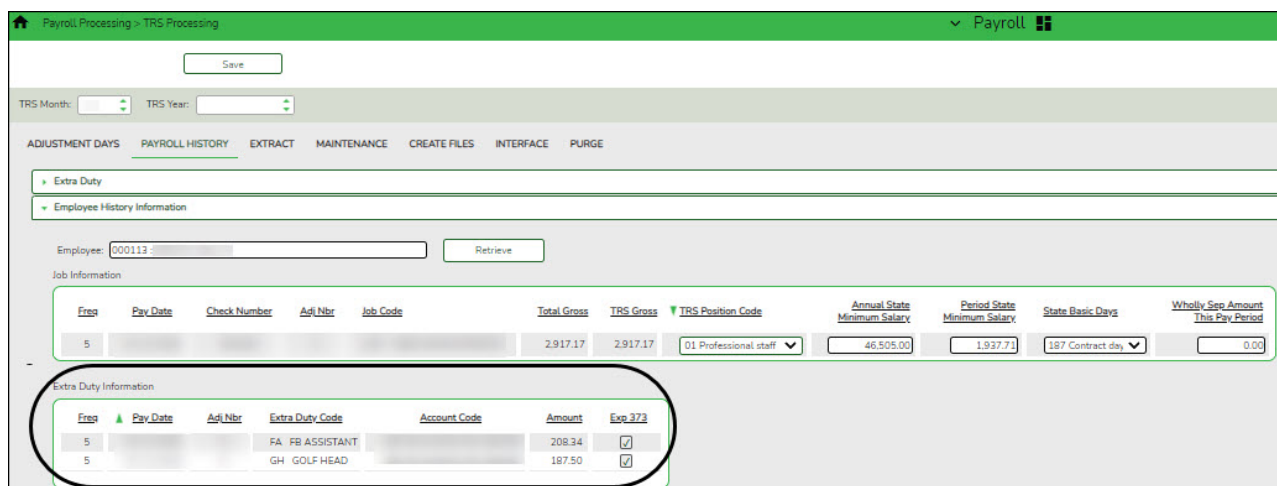 Payroll Processing > TRS Processing Payroll
Save
TRS Month: TRS Year:
ADJUSTMENT DAYS PAYROLL HISTORY EXTRACT MAINTENANCE CREATE FILES INTERFACE PURGE
Extra Duty
Employee History Information
Employee: 000113 : Retrieve
Job Information
Freq Pay Date Check Number Adj Nbr Job Code Total Gross TRS Gross TRS Position Code Annual State Minimum Salary Period State Minimum Salary State Basic Days Wholly Sep Amount This Pay Period
5 2,917.17 2,917.17 01 Professional staff 46,505.00 1,937.71 187 Contract day 0.00
Extra Duty Information
Freq Pay Date Adj Nbr Extra Duty Code Account Code Amount Exp 373
5 FA FB ASSISTANT 208.34
5 GH GOLF HEAD 187.50